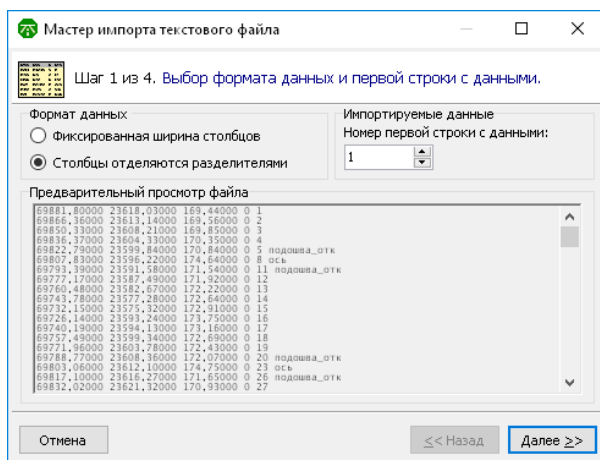 Мастер импорта текстового файла
Шаг 1 из 4. Выбор формата данных и первой строки с данными.
Формат данных
Фиксированная ширина столбцов
Столбцы отделяются разделителями
Импортируемые данные
Номер первой строки с данными:
1
Предварительный просмотр файла
69881,80000 23618,03000 169,44000 0 1
69866,36000 23613,14000 169,56000 0 2
69850,33000 23608,21000 169,85000 0 3
69836,37000 23604,33000 170,35000 0 4
69822,79000 23599,84000 170,84000 0 5 подошва_отк
69807,83000 23596,22000 174,64000 0 8 ось
69793,39000 23591,58000 171,54000 0 11 подошва_отк
69777,17000 23587,49000 171,92000 0 12
69760,48000 23582,67000 172,22000 0 13
69743,78000 23577,28000 172,64000 0 14
69732,15000 23575,32000 172,91000 0 15
69726,14000 23593,24000 173,75000 0 16
69740,19000 23594,13000 173,16000 0 17
69757,49000 23599,34000 172,69000 0 18
69771,96000 23603,78000 172,43000 0 19
69788,77000 23608,36000 172,07000 0 20 подошва_отк
69803,06000 23612,10000 174,75000 0 23 ось
69817,10000 23616,27000 171,65000 0 26 подошва_отк
69832,02000 23621,32000 170,93000 0 27
Отмена
<< Назад
Далее >>